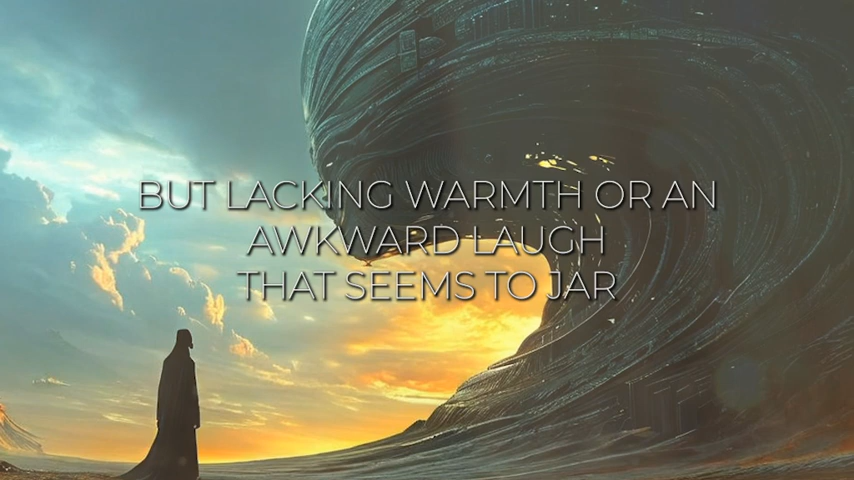 BUT LACKING WARMTH OR AN
AWKWARD LAUGH
THAT SEEMS TO JAR